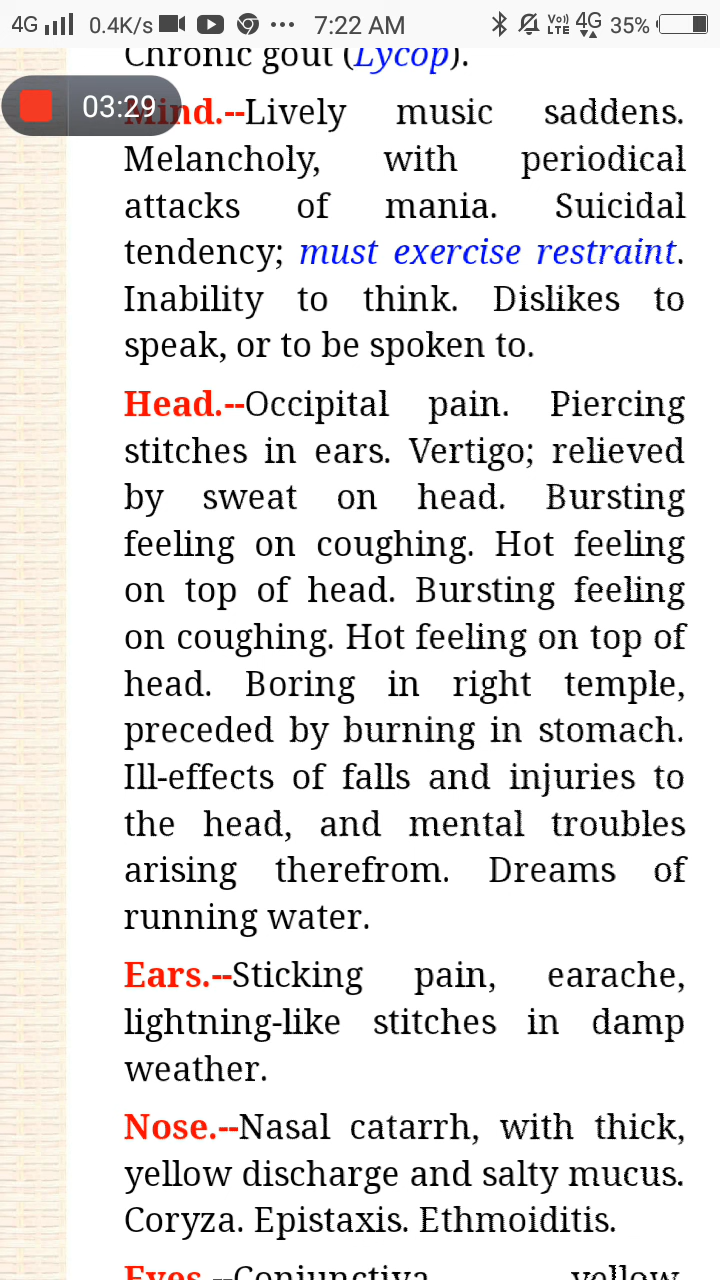 4G 0.4K/s ... 7:22 AM VoI) LTE 4G 35%
Chronic gout (Lycop).
03:29
Mind.--Lively music saddens.
Melancholy, with periodical
attacks of mania. Suicidal
tendency; must exercise restraint.
Inability to think. Dislikes to
speak, or to be spoken to.
Head.--Occipital pain. Piercing
stitches in ears. Vertigo; relieved
by sweat on head. Bursting
feeling on coughing. Hot feeling
on top of head. Bursting feeling
on coughing. Hot feeling on top of
head. Boring in right temple,
preceded by burning in stomach.
Ill-effects of falls and injuries to
the head, and mental troubles
arising therefrom. Dreams of
running water.
Ears.--Sticking pain, earache,
lightning-like stitches in damp
weather.
Nose.--Nasal catarrh, with thick,
yellow discharge and salty mucus.
Coryza. Epistaxis. Ethmoiditis.
Eyes.--Conjunctiva yellow.